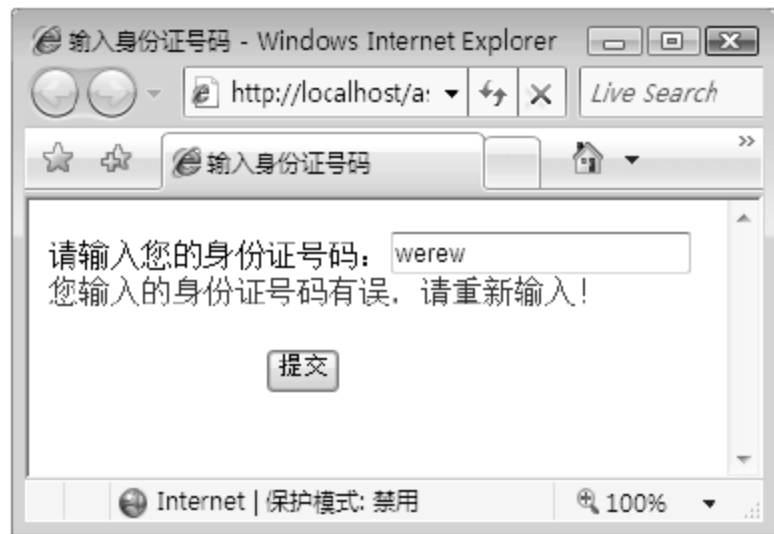 输入身份证号码 - Windows Internet Explorer
http://localhost/a:
Live Search
输入身份证号码
请输入您的身份证号码：werew
您输入的身份证号码有误，请重新输入！
提交
Internet | 保护模式: 禁用
100%